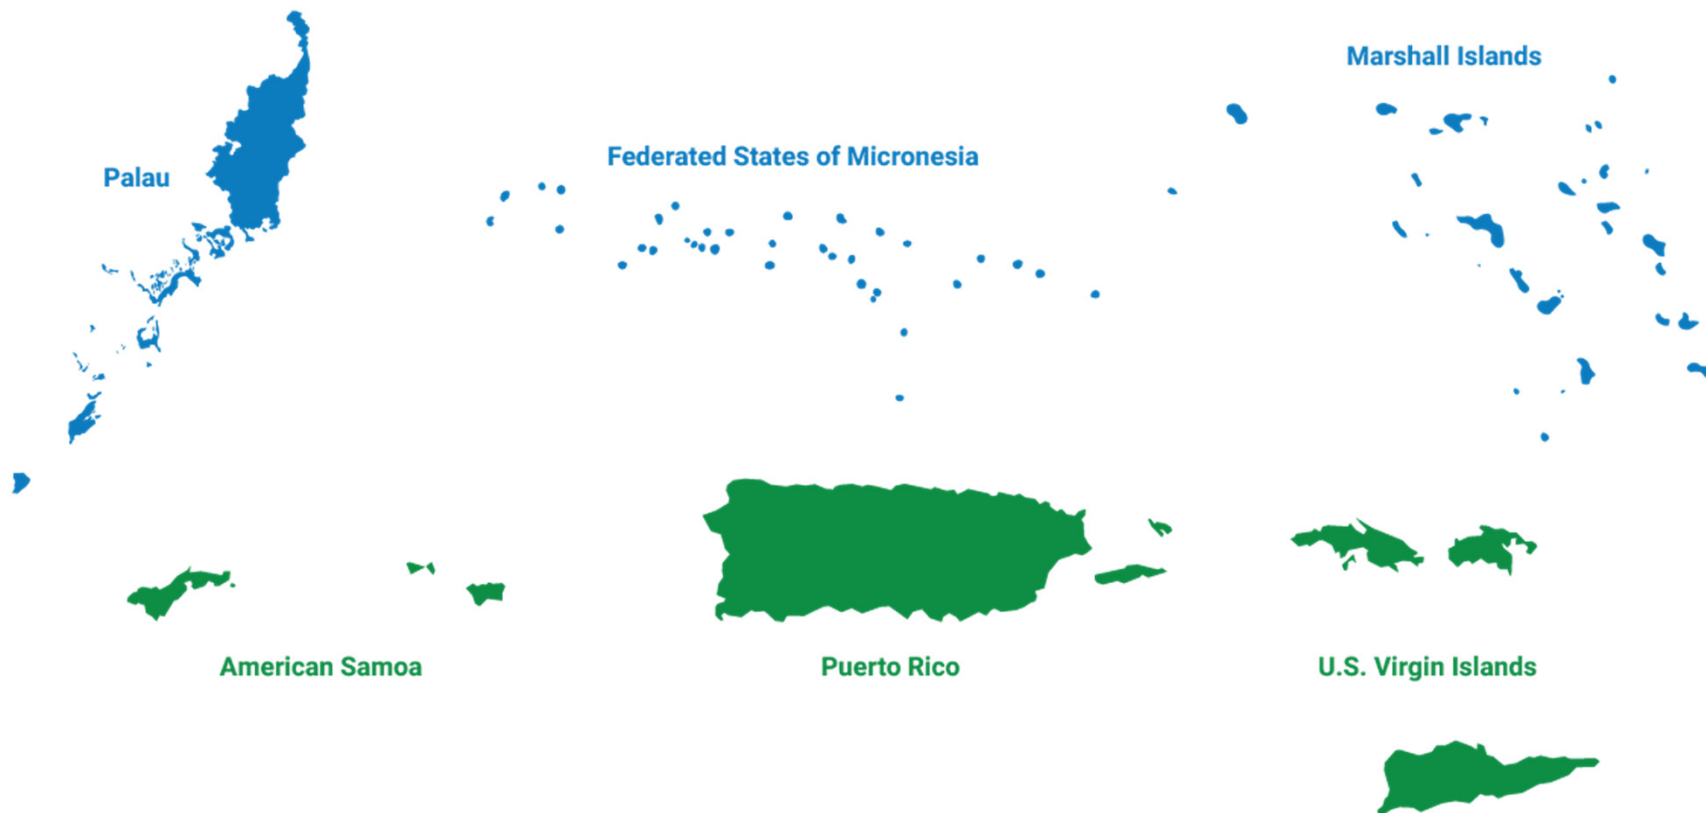 Marshall Islands
Federated States of Micronesia
Palau
American Samoa
Puerto Rico
U.S. Virgin Islands